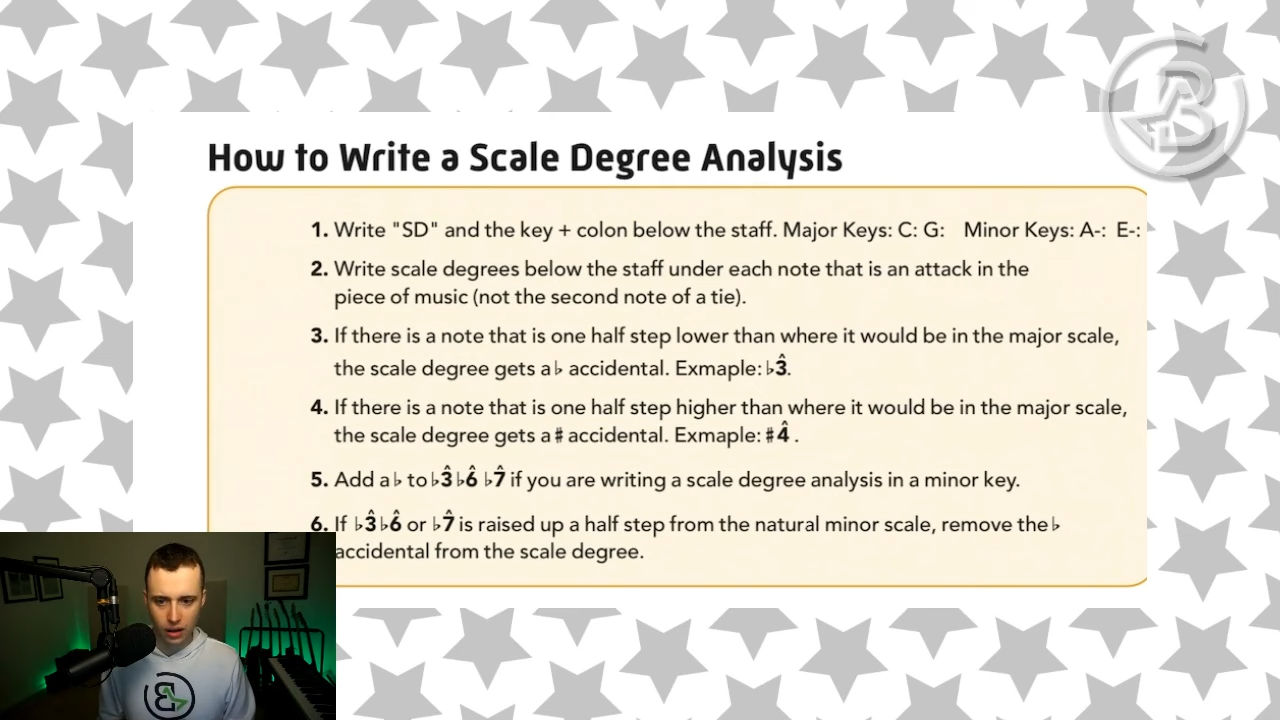 How to Write a Scale Degree Analysis
1. Write "SD" and the key + colon below the staff. Major Keys: C: G: Minor Keys: A-: E-:
2. Write scale degrees below the staff under each note that is an attack in the
piece of music (not the second note of a tie).
3. If there is a note that is one half step lower than where it would be in the major scale,
the scale degree gets a ♭ accidental. Exmaple: ♭3̂.
4. If there is a note that is one half step higher than where it would be in the major scale,
the scale degree gets a # accidental. Exmaple: #4̂ .
5. Add a ♭ to ♭3̂ ♭6̂ ♭7̂ if you are writing a scale degree analysis in a minor key.
6. If ♭3̂ ♭6̂ or ♭7̂ is raised up a half step from the natural minor scale, remove the ♭
accidental from the scale degree.